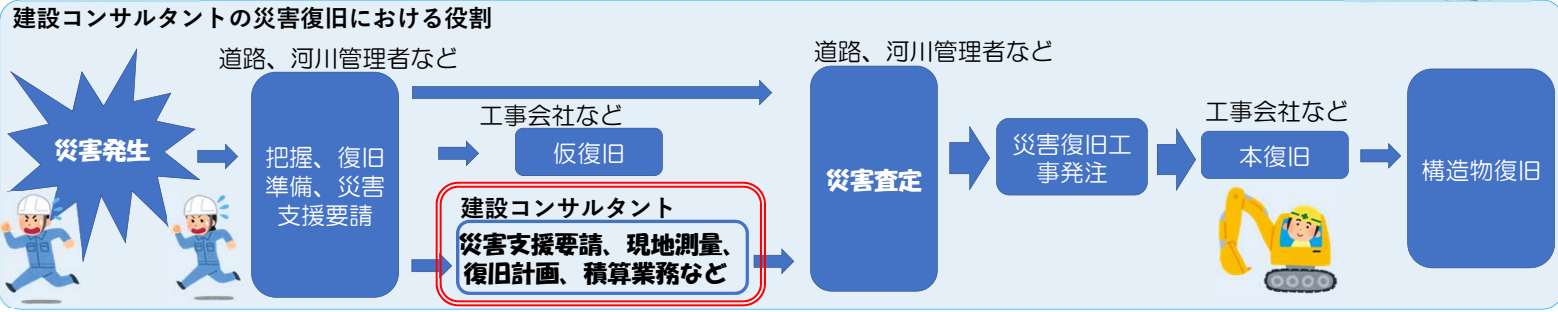 建設コンサルタントの災害復旧における役割
道路、河川管理者など
災害発生
把握、復旧
準備、災害
支援要請
工事会社など
仮復旧
建設コンサルタント
災害支援要請、現地測量、
復旧計画、積算業務など
道路、河川管理者など
災害査定
災害復旧工
事発注
工事会社など
本復旧
構造物復旧